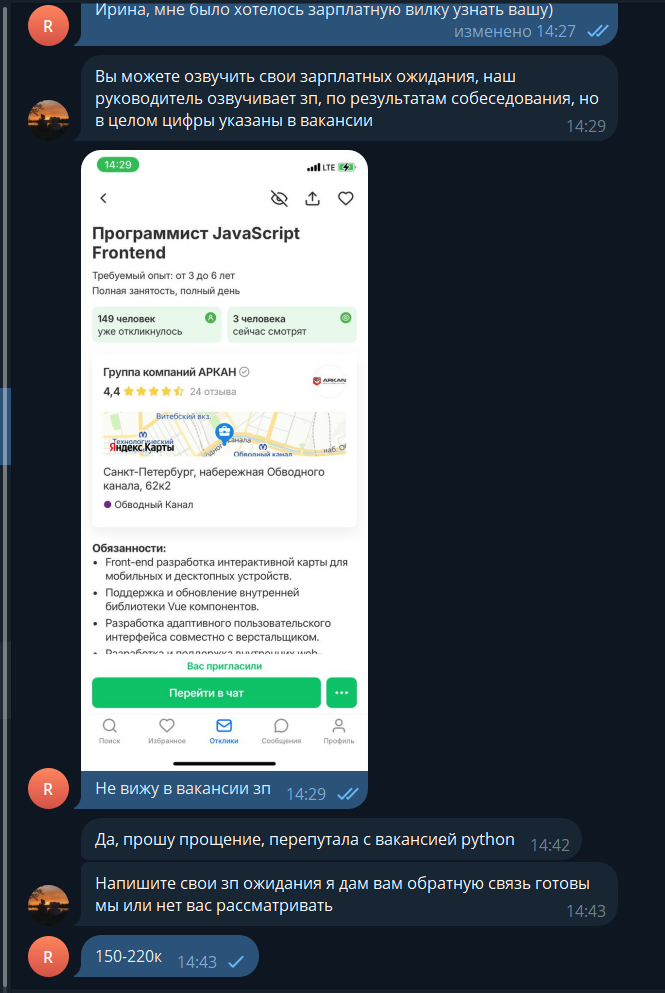 Ирина, мне было хотелось зарплатную вилку узнать вашу)
изменено 14:27
R
Вы можете озвучить свои зарплатных ожидания, наш
руководитель озвучивает зп, по результатам собеседования, но
в целом цифры указаны в вакансии
14:29
14:29
LTE
Программист JavaScript
Frontend
Требуемый опыт: от 3 до 6 лет
Полная занятость, полный день
149 человек
уже откликнулось
3 человека
сейчас смотрят
Группа компаний АРКАН
4,4
24 отзыва
ARKAN
Витебский вкз.
Технологический
Яндекс Карты
Обводный канал
наб. Об
Санкт-Петербург, набережная Обводного
канала, 62к2
Обводный Канал
Обязанности:
• Front-end разработка интерактивной карты для
мобильных и десктопных устройств.
• Поддержка и обновление внутренней
библиотеки Vue компонентов.
• Разработка адаптивного пользовательского
интерфейса совместно с верстальщиком.
• Разработка и поддержка внутренних web-
Вас пригласили
Перейти в чат
Поиск
Избранное
Отклики
Сообщения
Профиль
R
Не вижу в вакансии зп
14:29
Да, прошу прощение, перепутала с вакансией python
14:42
Напишите свои зп ожидания я дам вам обратную связь готовы
мы или нет вас рассматривать
14:43
R
150-220к
14:43